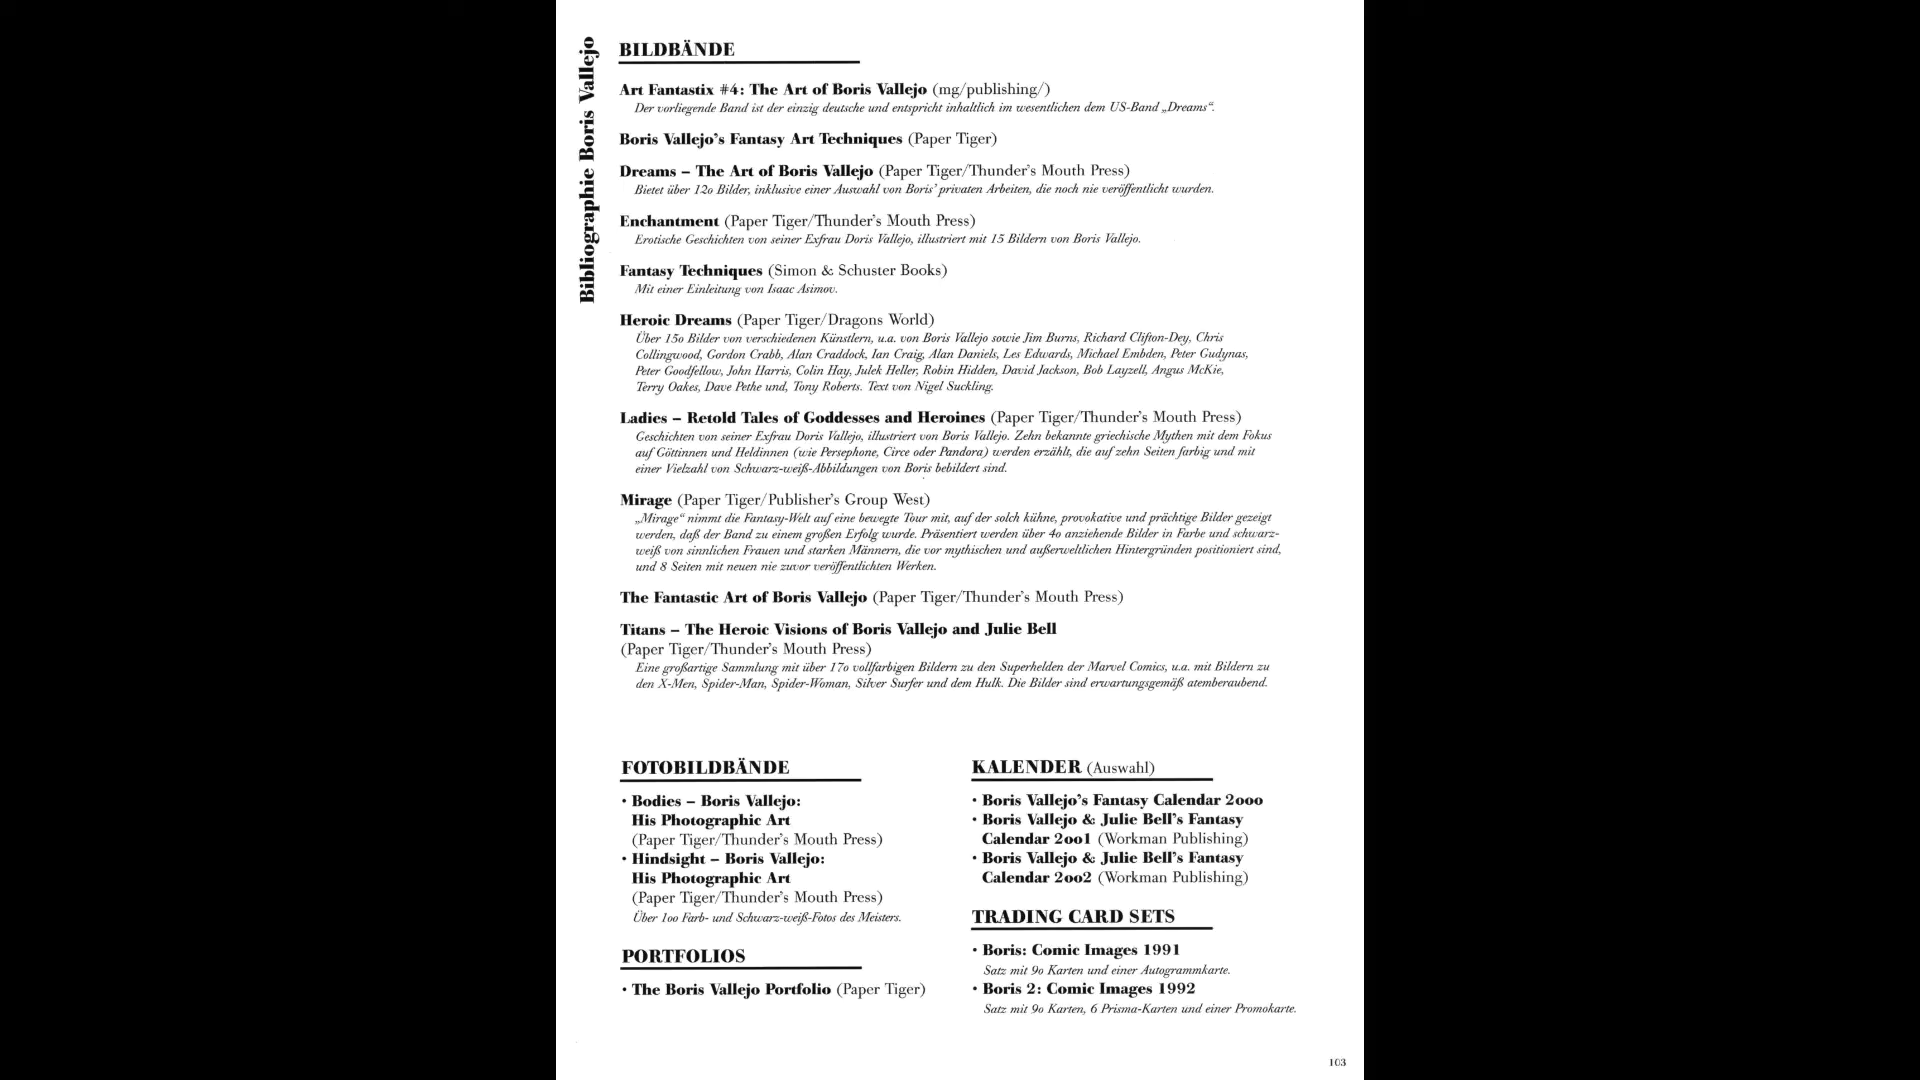 Bibliographie Boris Vallejo
BILDBÄNDE
Art Fantastix #4: The Art of Boris Vallejo (mg/publishing/)
Der vorliegende Band ist der einzig deutsche und entspricht inhaltlich im wesentlichen dem US-Band „Dreams“.
Boris Vallejo's Fantasy Art Techniques (Paper Tiger)
Dreams – The Art of Boris Vallejo (Paper Tiger/Thunder's Mouth Press)
Bietet über 120 Bilder, inklusive einer Auswahl von Boris' privaten Arbeiten, die noch nie veröffentlicht wurden.
Enchantment (Paper Tiger/Thunder's Mouth Press)
Erotische Geschichten von seiner Exfrau Doris Vallejo, illustriert mit 15 Bildern von Boris Vallejo.
Fantasy Techniques (Simon & Schuster Books)
Mit einer Einleitung von Isaac Asimov.
Heroic Dreams (Paper Tiger/Dragons World)
Über 150 Bilder von verschiedenen Künstlern, u.a. von Boris Vallejo sowie Jim Burns, Richard Clifton-Dey, Chris
Collingwood, Gordon Crabb, Alan Craddock, Ian Craig, Alan Daniels, Les Edwards, Michael Embden, Peter Gudynas,
Peter Goodfellow, John Harris, Colin Hay, Julek Heller, Robin Hidden, David Jackson, Bob Layzell, Angus McKie,
Terry Oakes, Dave Pethe und, Tony Roberts. Text von Nigel Suckling.
Ladies – Retold Tales of Goddesses and Heroines (Paper Tiger/Thunder's Mouth Press)
Geschichten von seiner Exfrau Doris Vallejo, illustriert von Boris Vallejo. Zehn bekannte griechische Mythen mit dem Fokus
auf Göttinnen und Heldinnen (wie Persephone, Circe oder Pandora) werden erzählt, die auf zehn Seiten farbig und mit
einer Vielzahl von Schwarz-weiß-Abbildungen von Boris bebildert sind.
Mirage (Paper Tiger/Publisher's Group West)
„Mirage“ nimmt die Fantasy-Welt auf eine bewegte Tour mit, auf der solch kühne, provokative und prächtige Bilder gezeigt
werden, daß der Band zu einem großen Erfolg wurde. Präsentiert werden über 40 anziehende Bilder in Farbe und schwarz-
weiß von sinnlichen Frauen und starken Männern, die vor mythischen und außerweltlichen Hintergründen positioniert sind,
und 8 Seiten mit neuen nie zuvor veröffentlichten Werken.
The Fantastic Art of Boris Vallejo (Paper Tiger/Thunder's Mouth Press)
Titans – The Heroic Visions of Boris Vallejo and Julie Bell
(Paper Tiger/Thunder's Mouth Press)
Eine großartige Sammlung mit über 170 vollfarbigen Bildern zu den Superhelden der Marvel Comics, u.a. mit Bildern zu
den X-Men, Spider-Man, Spider-Woman, Silver Surfer und dem Hulk. Die Bilder sind erwartungsgemäß atemberaubend.
FOTOBILDBÄNDE
• Bodies – Boris Vallejo:
His Photographic Art
(Paper Tiger/Thunder's Mouth Press)
• Hindsight – Boris Vallejo:
His Photographic Art
(Paper Tiger/Thunder's Mouth Press)
Über 100 Farb- und Schwarz-weiß-Fotos des Meisters.
PORTFOLIOS
• The Boris Vallejo Portfolio (Paper Tiger)
KALENDER (Auswahl)
• Boris Vallejo's Fantasy Calendar 2000
• Boris Vallejo & Julie Bell's Fantasy
Calendar 2001 (Workman Publishing)
• Boris Vallejo & Julie Bell's Fantasy
Calendar 2002 (Workman Publishing)
TRADING CARD SETS
• Boris: Comic Images 1991
Satz mit 90 Karten und einer Autogrammkarte.
• Boris 2: Comic Images 1992
Satz mit 90 Karten, 6 Prisma-Karten und einer Promokarte.
103